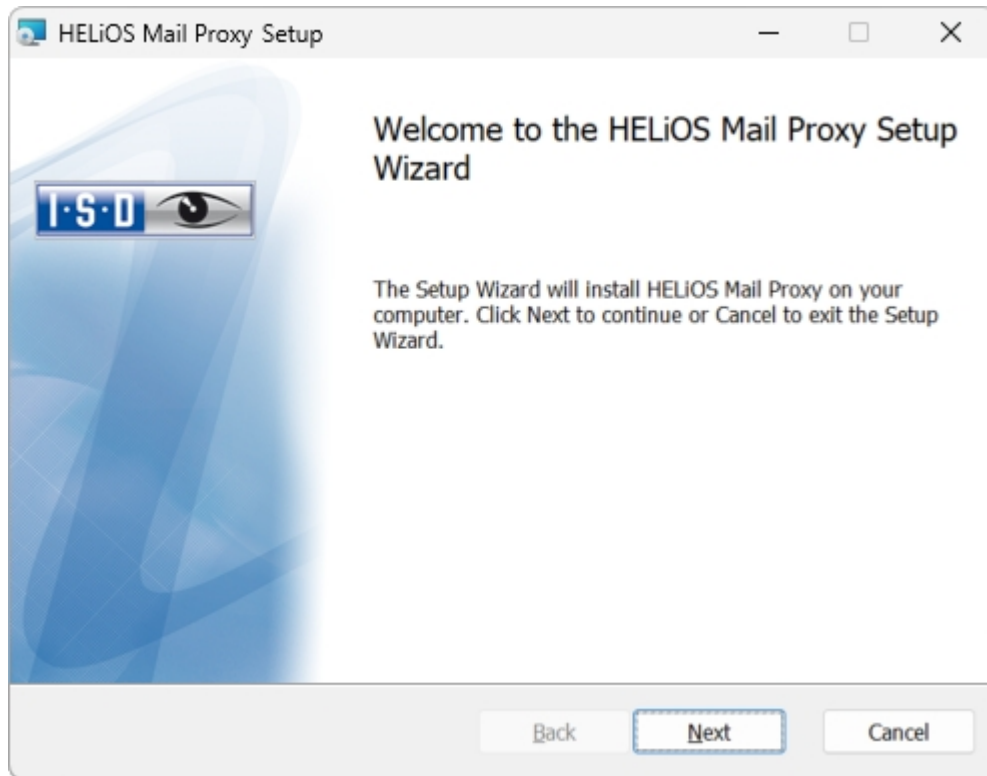 HELiOS Mail Proxy Setup
Welcome to the HELiOS Mail Proxy Setup
Wizard
I·S·D
The Setup Wizard will install HELiOS Mail Proxy on your
computer. Click Next to continue or Cancel to exit the Setup
Wizard.
Back Next Cancel